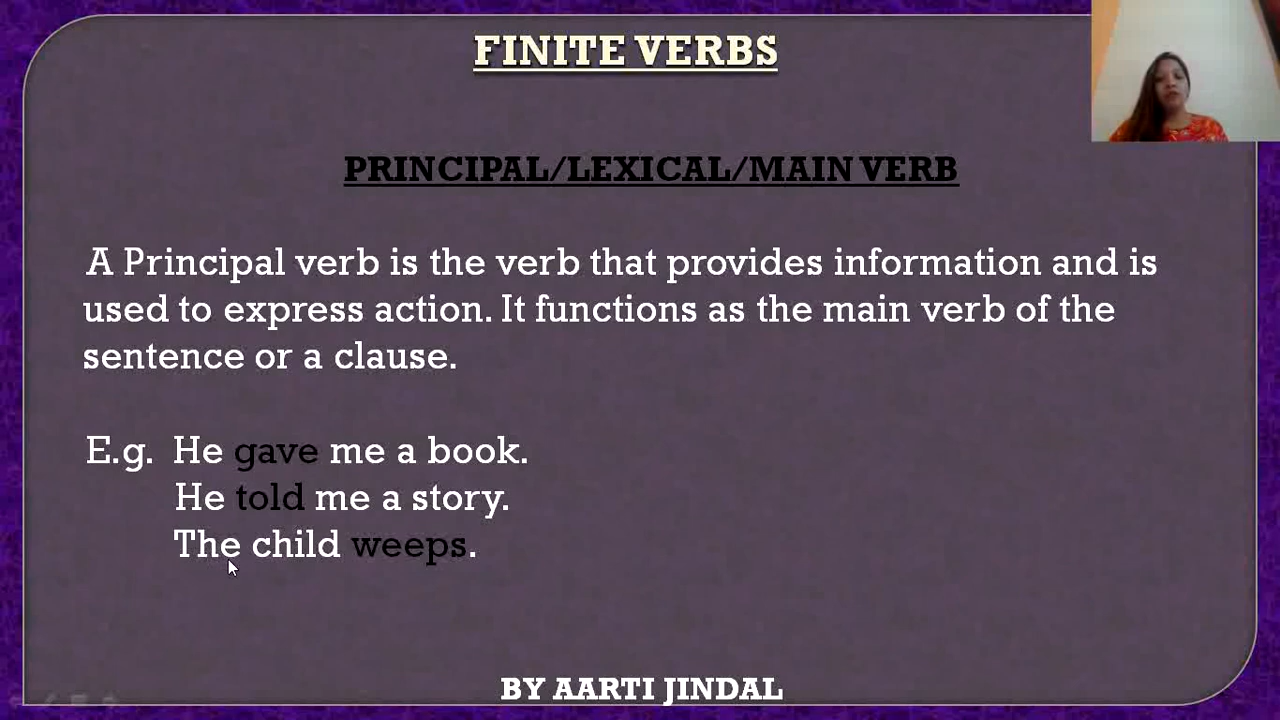 FINITE VERBS
PRINCIPAL/LEXICAL/MAIN VERB
A Principal verb is the verb that provides information and is
used to express action. It functions as the main verb of the
sentence or a clause.
E.g. He gave me a book.
He told me a story.
The child weeps.
BY AARTI JINDAL